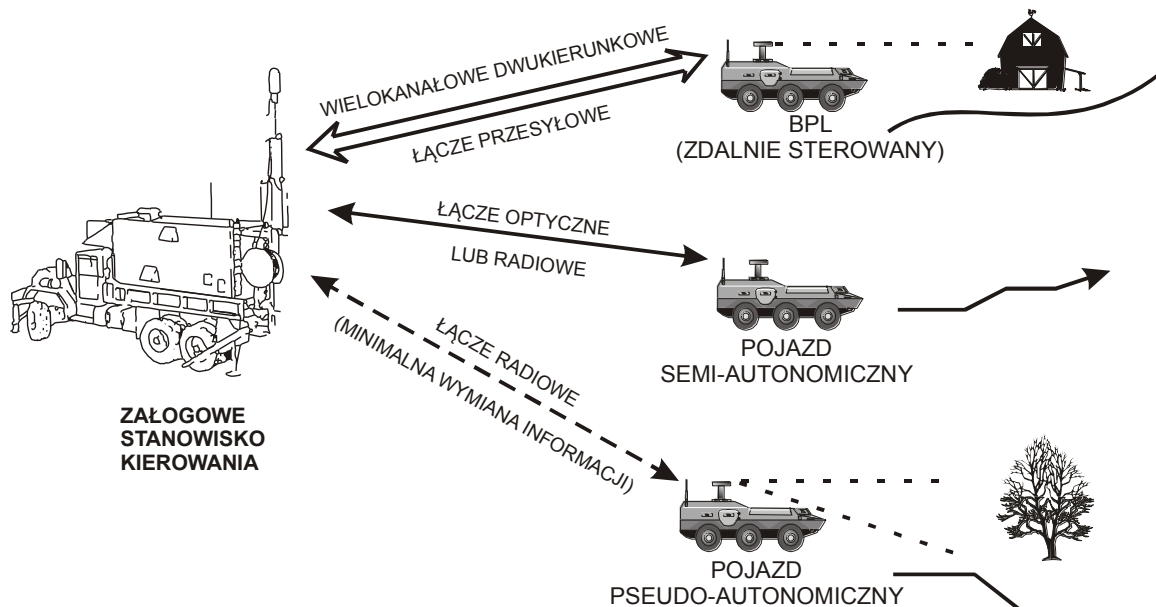 WIELOKANAŁOWE DWUKIERUNKOWE
ŁĄCZE PRZESYŁOWE
BPL
(ZDALNIE STEROWANY)
ŁĄCZE OPTYCZNE
LUB RADIOWE
POJAZD
SEMI-AUTONOMICZNY
ŁĄCZE RADIOWE
(MINIMALNA WYMIANA INFORMACJI)
ZAŁOGOWE
STANOWISKO
KIEROWANIA
POJAZD
PSEUDO-AUTONOMICZNY